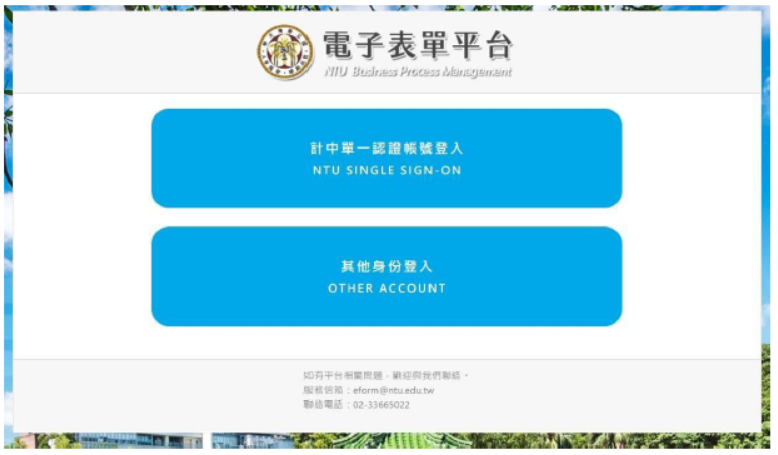 電子表單平台
NTU Business Process Management
計中單一認證帳號登入
NTU SINGLE SIGN-ON
其他身份登入
OTHER ACCOUNT
如有平台相關問題，歡迎與我們聯絡。
服務信箱：eform@ntu.edu.tw
聯絡電話：02-33665022